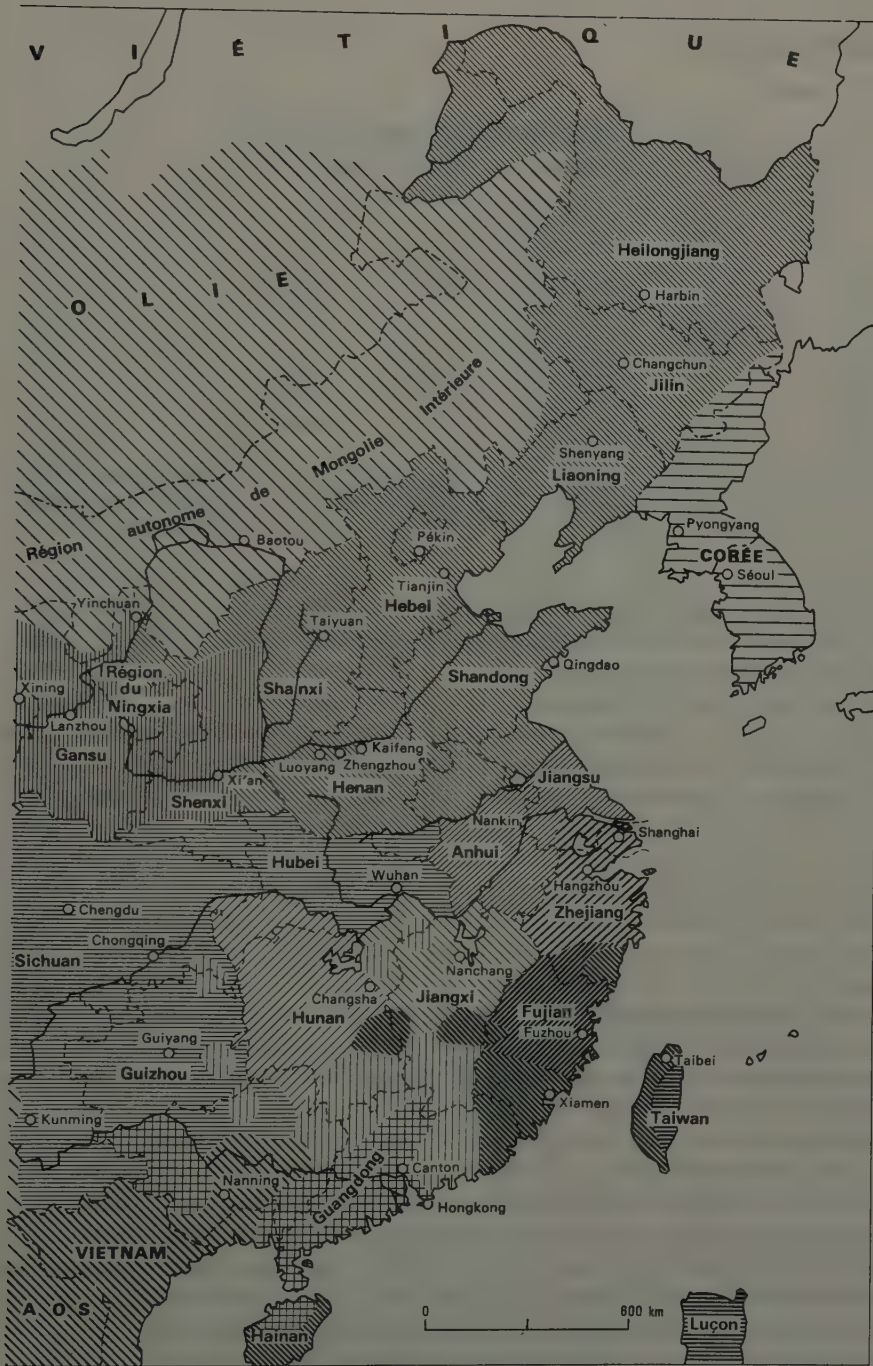 V I É T I Q U E
O L I E
Heilongjiang
Harbin
Changchun
Jilin
Shenyang
Liaoning
Région autonome de Mongolie Intérieure
Baotou
Pékin
Pyongyang
CORÉE
Séoul
Tianjin
Hebei
Yinchuan
Taiyuan
Shandong
Qingdao
Région
du
Ningxia
Shanxi
Xining
Lanzhou
Gansu
Kaifeng
Luoyang
Zhengzhou
Xi'an
Henan
Jiangsu
Shenxi
Nankin
Shanghai
Anhui
Hubei
Wuhan
Hangzhou
Zhejiang
Chengdu
Chongqing
Sichuan
Nanchang
Changsha
Jiangxi
Hunan
Fujian
Fuzhou
Guiyang
Taibei
Guizhou
Xiamen
Kunming
Taiwan
Canton
Nanning
Guangdong
Hongkong
VIETNAM
A O S
0 600 km
Hainan
Luçon